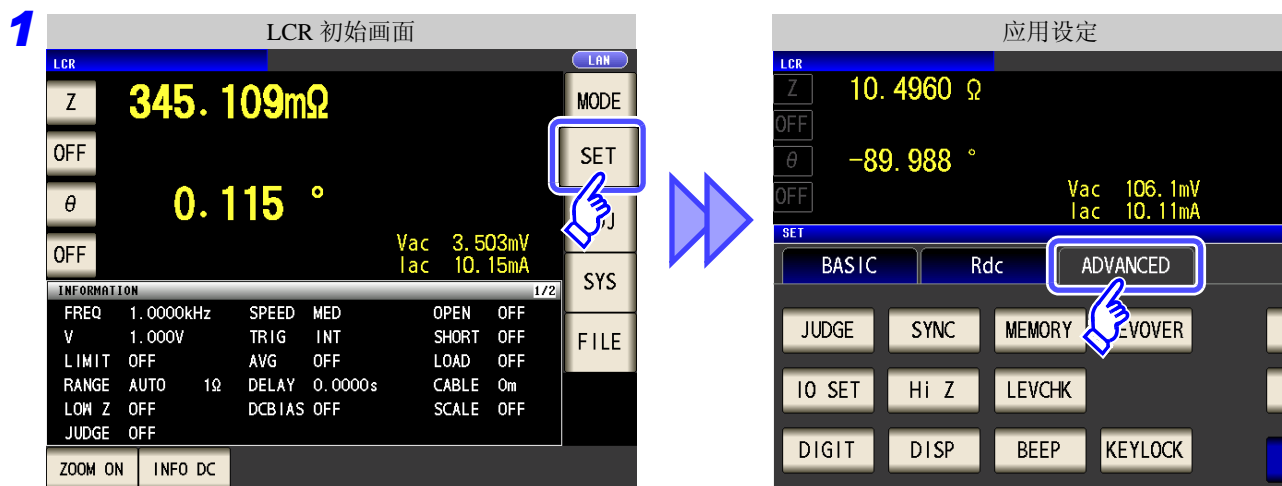 1
LCR 初始画面
LCR
LAN
Z
345.109mΩ
MODE
OFF
SET
θ
0.115 °
OFF
Vac 3.503mV
Iac 10.15mA
SYS
FILE
INFORMATION 1/2
FREQ 1.0000kHz SPEED MED OPEN OFF
V 1.000V TRIG INT SHORT OFF
LIMIT OFF AVG OFF LOAD OFF
RANGE AUTO 1Ω DELAY 0.0000s CABLE 0m
LOW Z OFF DCBIAS OFF SCALE OFF
JUDGE OFF
ZOOM ON INFO DC
应用设定
LCR
Z 10.4960 Ω
OFF
θ -89.988 °
OFF
Vac 106.1mV
Iac 10.11mA
SET
BASIC Rdc ADVANCED
JUDGE SYNC MEMORY EVOVER
IO SET Hi Z LEVCHK
DIGIT DISP BEEP KEYLOCK